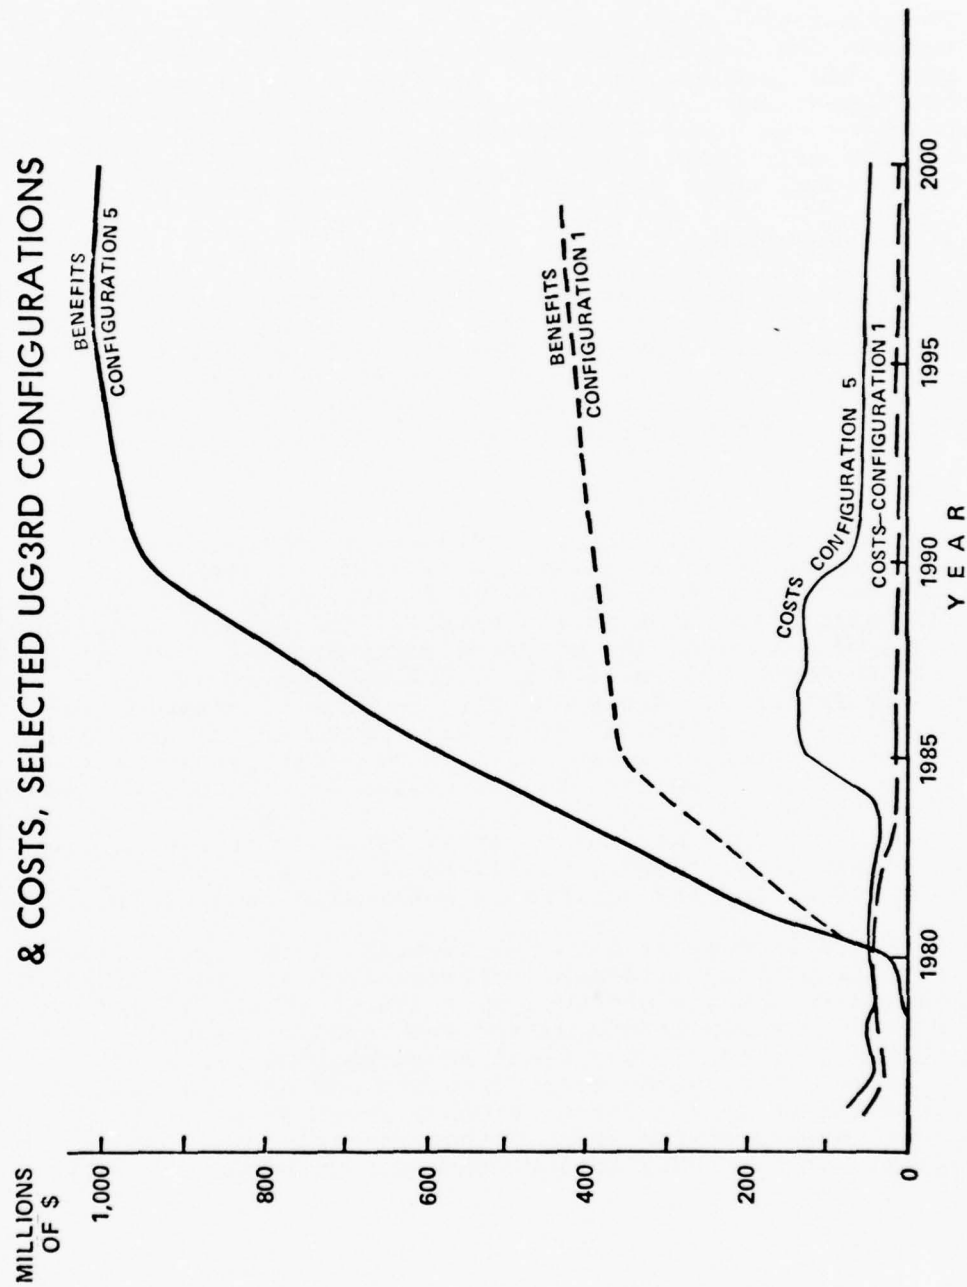 & COSTS, SELECTED UG3RD CONFIGURATIONS
MILLIONS
OF $
1,000
800
600
400
200
0
BENEFITS
CONFIGURATION 5
BENEFITS
CONFIGURATION 1
COSTS
CONFIGURATION 5
COSTS-CONFIGURATION 1
1980
1985
1990
1995
2000
YEAR